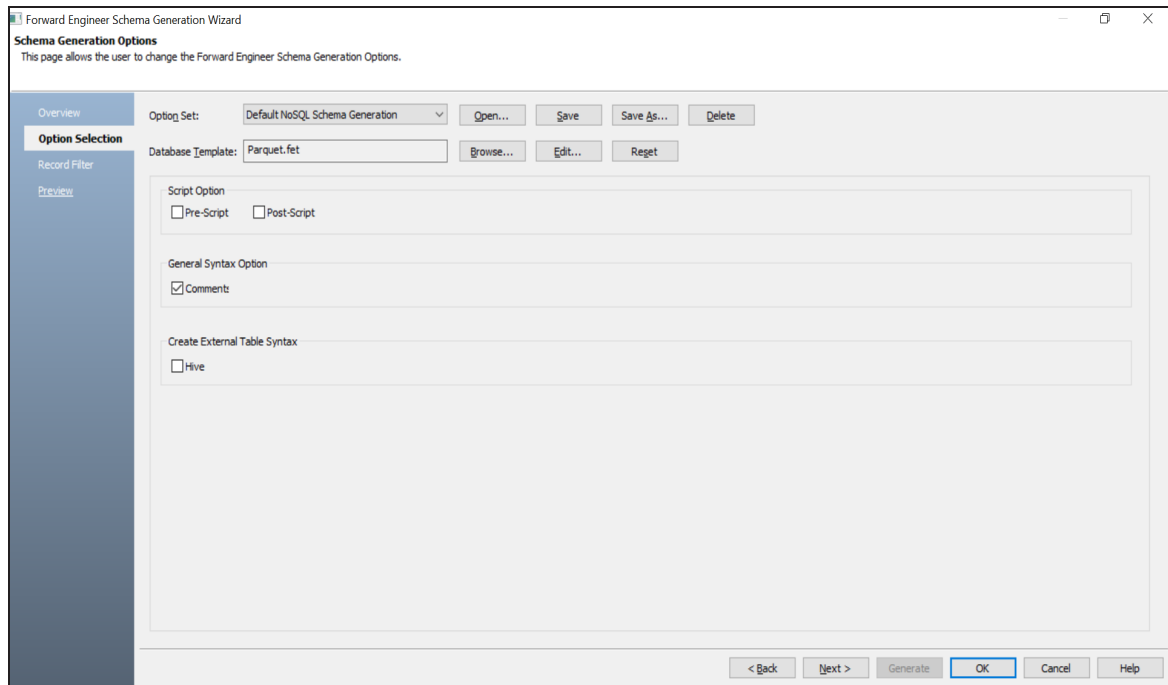 Forward Engineer Schema Generation Wizard
Schema Generation Options
This page allows the user to change the Forward Engineer Schema Generation Options.
Overview
Option Selection
Record Filter
Preview
Option Set: Default NoSQL Schema Generation Open... Save Save As... Delete
Database Template: Parquet.fet Browse... Edit... Reset
Script Option
Pre-Script Post-Script
General Syntax Option
Comments
Create External Table Syntax
Hive
< Back Next > Generate OK Cancel Help